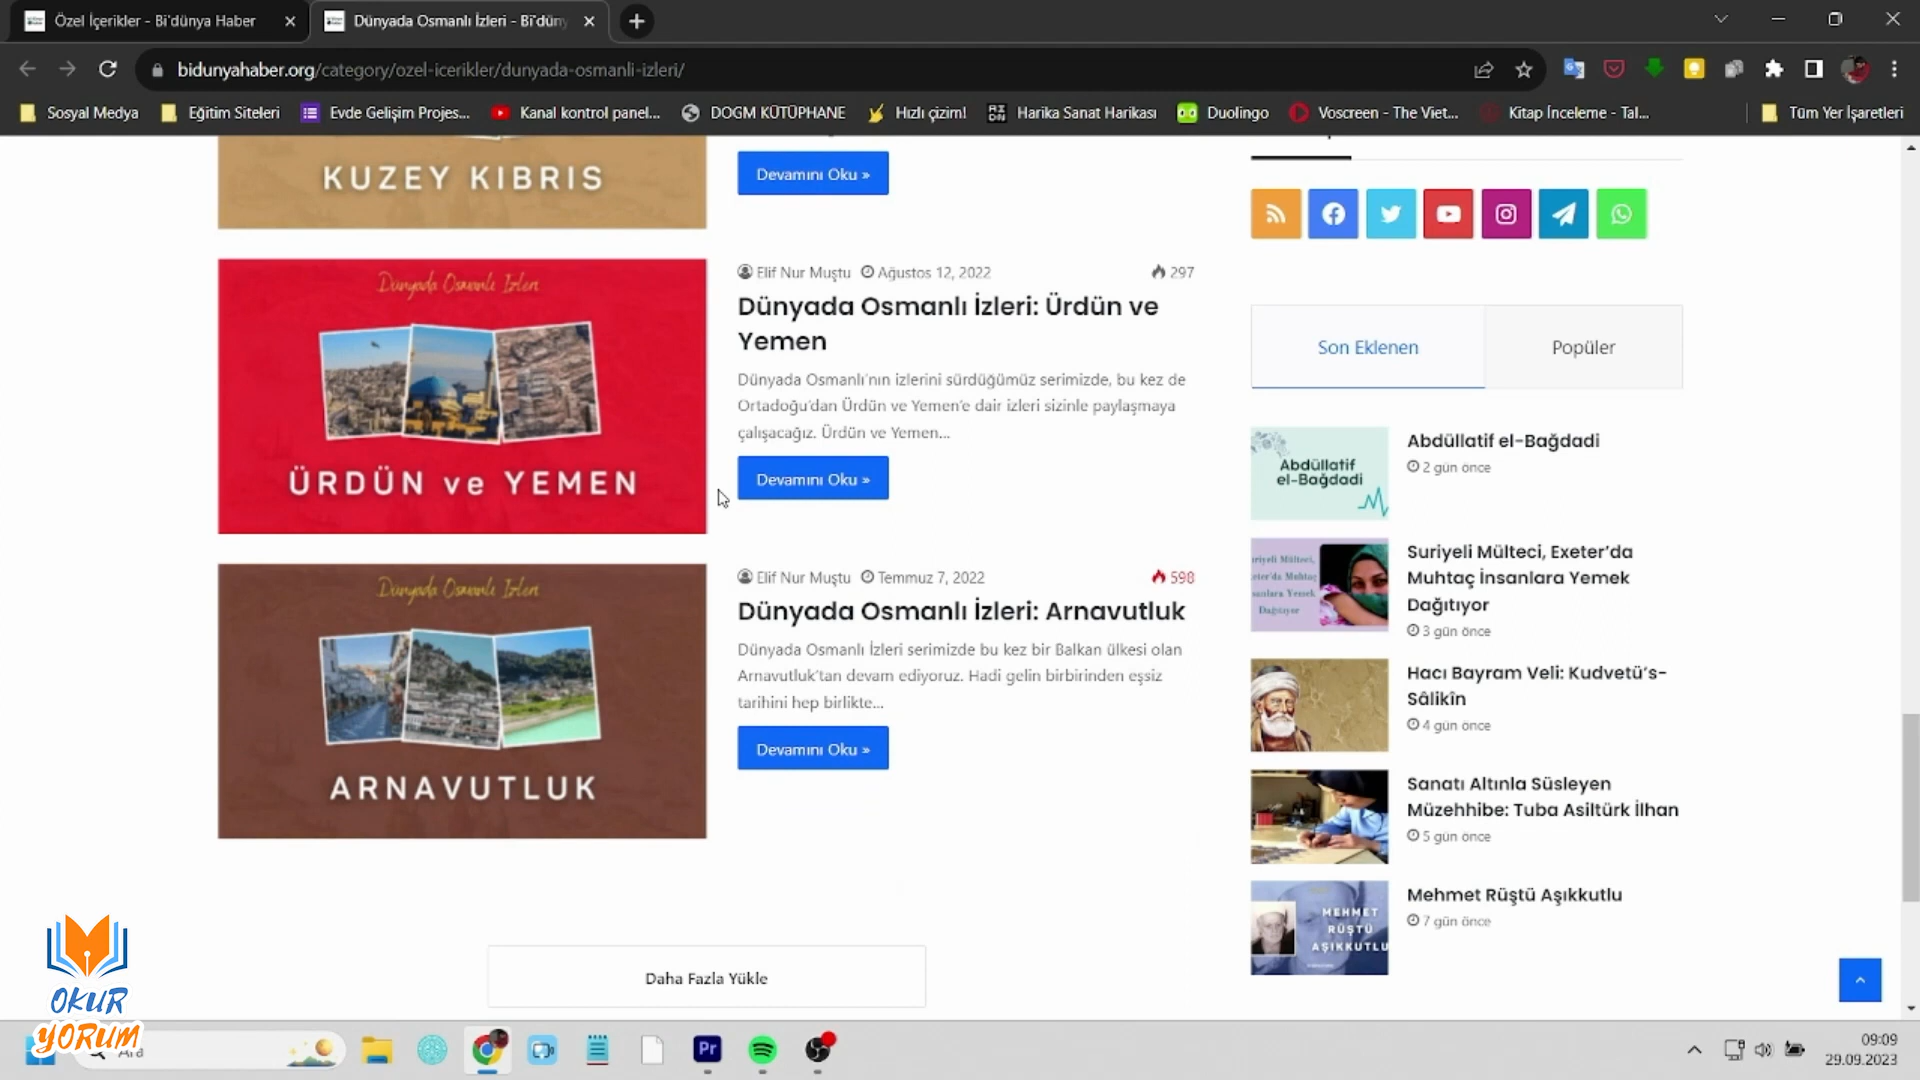 Özel İçerikler - Bi'dünya Haber
Dünyada Osmanlı İzleri - Bi'dün
bidunyahaber.org/category/ozel-icerikler/dunyada-osmanli-izleri/
Sosyal Medya
Eğitim Siteleri
Evde Gelişim Projes...
Kanal kontrol panel...
DOGM KÜTÜPHANE
Hızlı çizim!
Harika Sanat Harikası
Duolingo
Voscreen - The Viet...
Kitap İnceleme - Tal...
Tüm Yer İşaretleri
KUZEY KIBRIS
Devamını Oku »
Dünyada Osmanlı İzleri
ÜRDÜN ve YEMEN
Elif Nur Muştu Ağustos 12, 2022 297
Dünyada Osmanlı İzleri: Ürdün ve
Yemen
Dünyada Osmanlı'nın izlerini sürdüğümüz serimizde, bu kez de
Ortadoğu'dan Ürdün ve Yemen'e dair izleri sizinle paylaşmaya
çalışacağız. Ürdün ve Yemen...
Devamını Oku »
Dünyada Osmanlı İzleri
ARNAVUTLUK
Elif Nur Muştu Temmuz 7, 2022 598
Dünyada Osmanlı İzleri: Arnavutluk
Dünyada Osmanlı İzleri serimizde bu kez bir Balkan ülkesi olan
Arnavutluk'tan devam ediyoruz. Hadi gelin birbirinden eşsiz
tarihini hep birlikte...
Devamını Oku »
Daha Fazla Yükle
Son Eklenen
Popüler
Abdüllatif
el-Bağdadi
Abdüllatif el-Bağdadi
2 gün önce
Suriyeli Mülteci, Exeter'da
Muhtaç İnsanlara Yemek
Dağıtıyor
3 gün önce
Hacı Bayram Veli: Kudvetü's-
Sâlikîn
4 gün önce
Sanatı Altınla Süsleyen
Müzehhibe: Tuba Asiltürk İlhan
5 gün önce
MEHMET
RÜŞTÜ
AŞIKKUTLU
Mehmet Rüştü Aşıkkutlu
7 gün önce
OKUR
YORUM
Ara
Pr
09:09
29.09.2023